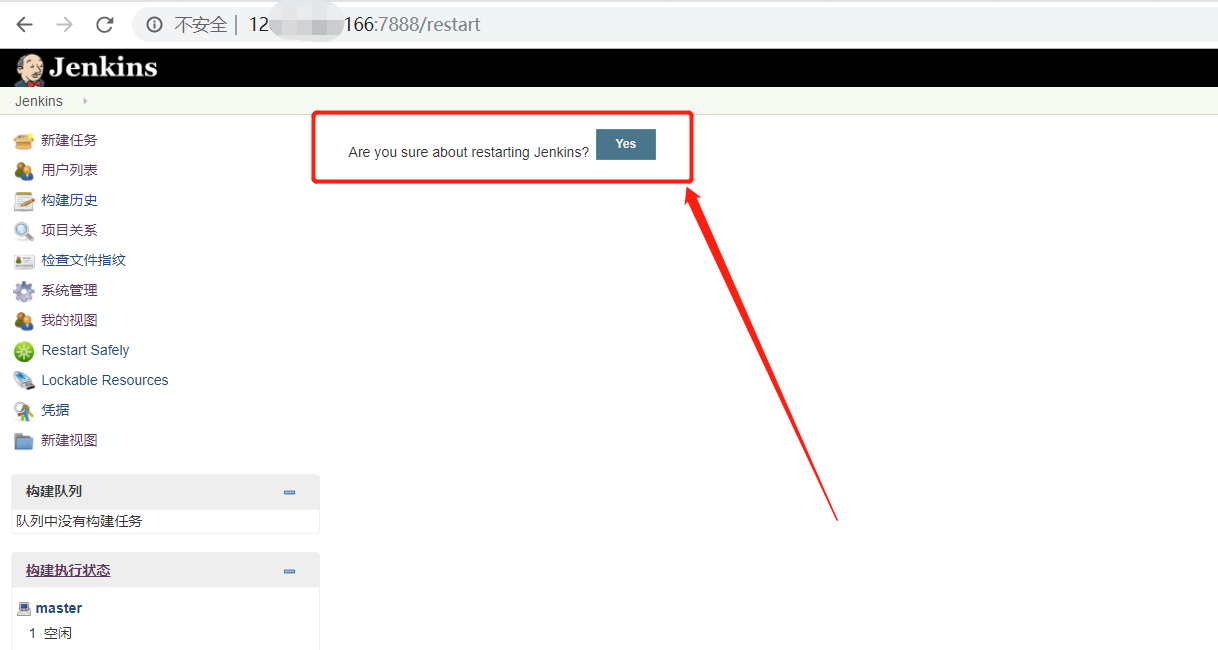 不安全 | 12 166:7888/restart
Jenkins
Jenkins
Are you sure about restarting Jenkins? Yes
新建任务
用户列表
构建历史
项目关系
检查文件指纹
系统管理
我的视图
Restart Safely
Lockable Resources
凭据
新建视图
构建队列
队列中没有构建任务
构建执行状态
master
1 空闲